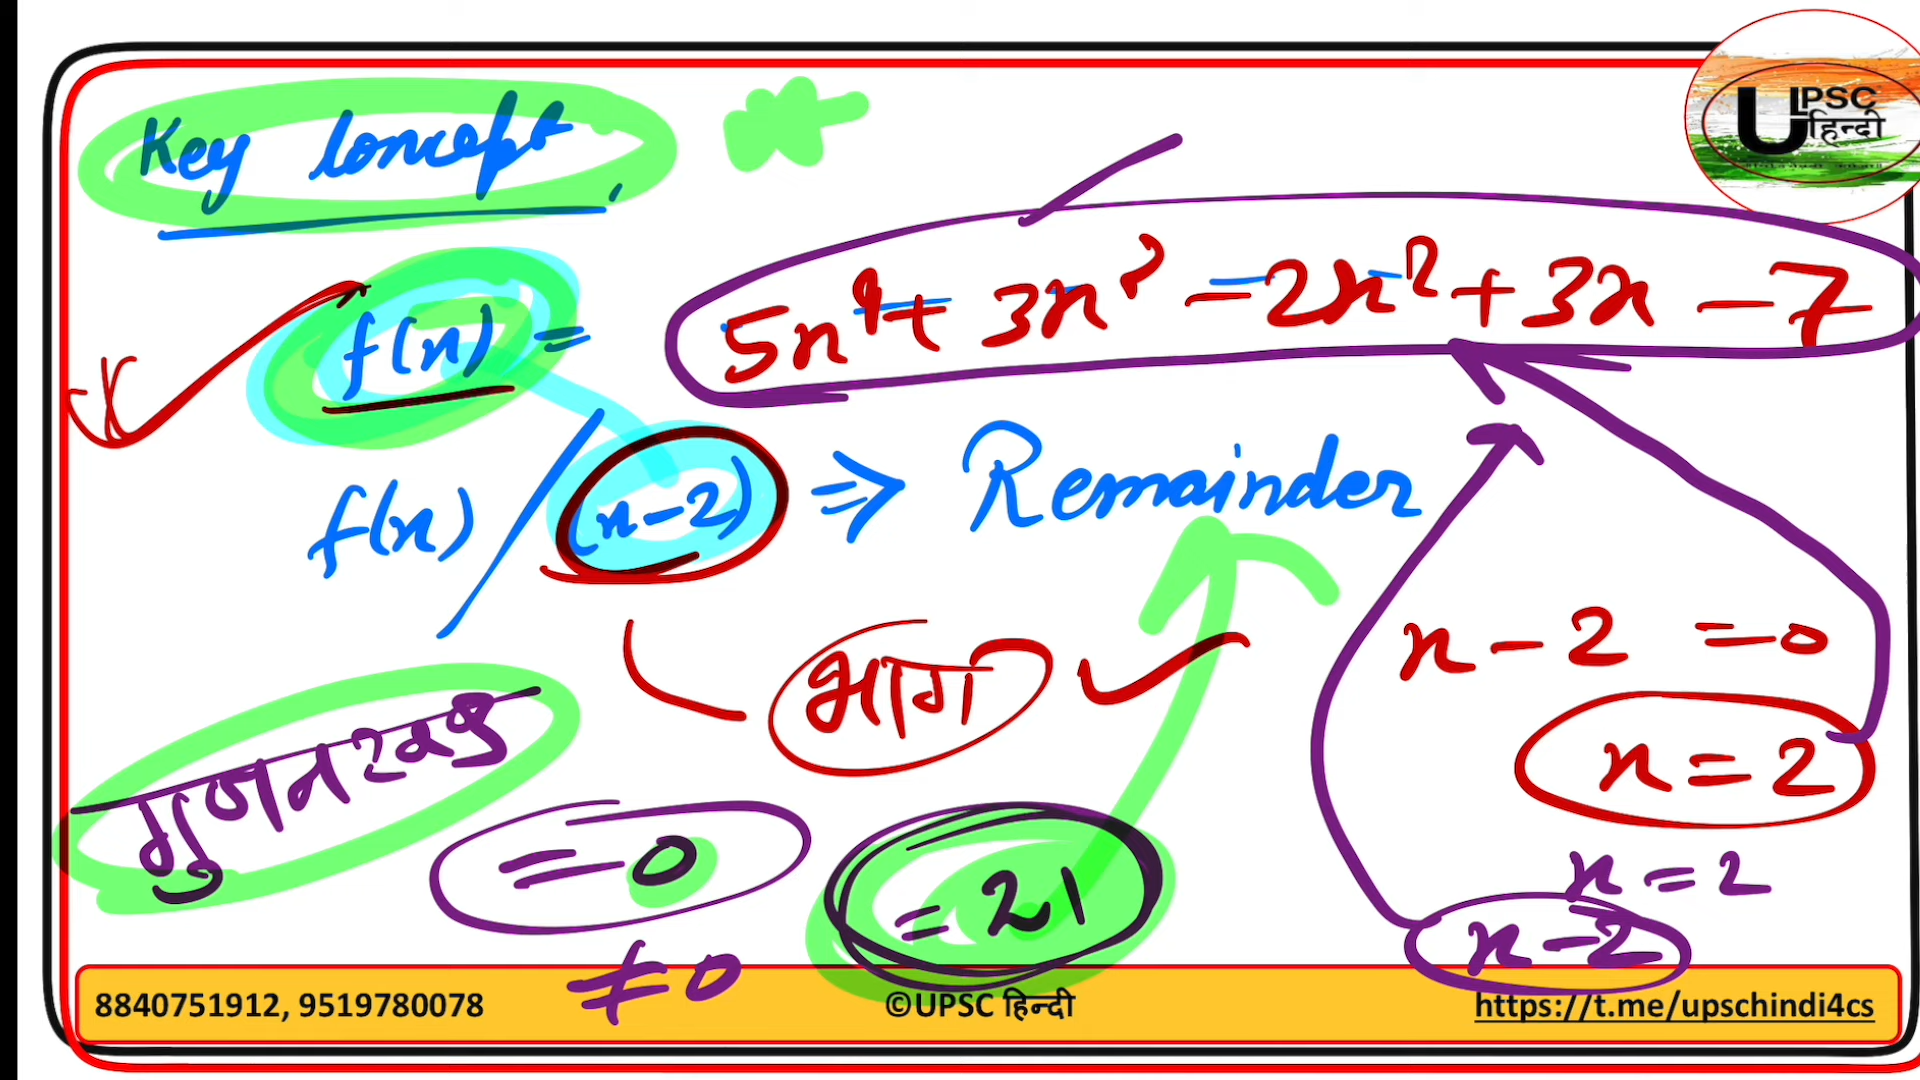 UPSC
हिन्दी
Key Concept
f(x) = 5x⁴ + 3x³ - 2x² + 3x - 7
f(x) / (x-2) ⇒ Remainder
x - 2 = 0
भाग
x = 2
गुणनखण्ड
= 0
= 21
x = 2
x - 2
≠ 0
8840751912, 9519780078
©UPSC हिन्दी
https://t.me/upschindi4cs